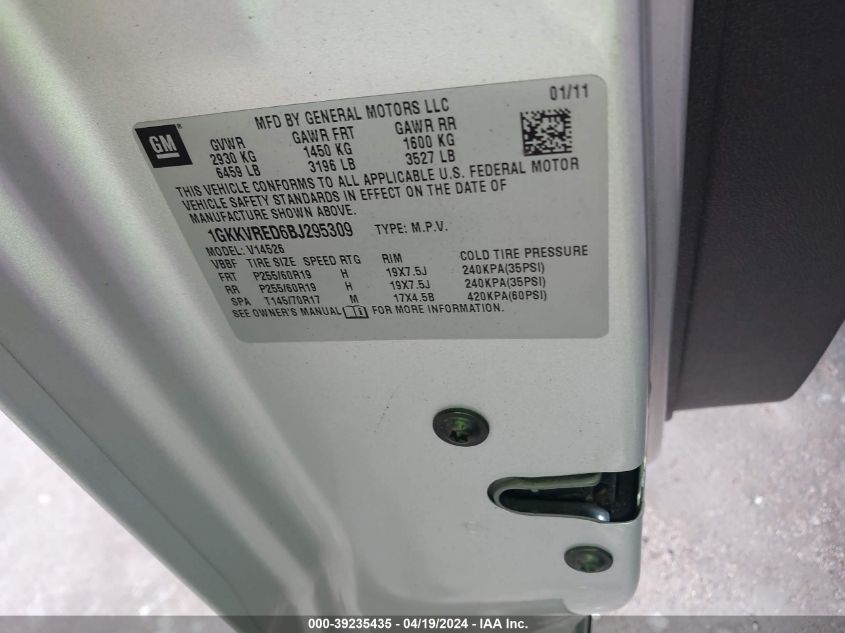 GM
MFD BY GENERAL MOTORS LLC 01/11
GVWR GAWR FRT GAWR RR
2930 KG 1450 KG 1600 KG
6459 LB 3196 LB 3527 LB
THIS VEHICLE CONFORMS TO ALL APPLICABLE U.S. FEDERAL MOTOR
VEHICLE SAFETY STANDARDS IN EFFECT ON THE DATE OF
MANUFACTURE SHOWN ABOVE.
1GKKVRED6BJ295309 TYPE: M.P.V.
MODEL: V14526
VBBF TIRE SIZE SPEED RTG RIM COLD TIRE PRESSURE
FRT P255/60R19 H 19X7.5J 240KPA(35PSI)
RR P255/60R19 H 19X7.5J 240KPA(35PSI)
SPA T145/70R17 M 17X4.5B 420KPA(60PSI)
SEE OWNER'S MANUAL FOR MORE INFORMATION.
000-39235435 - 04/19/2024 - IAA Inc.